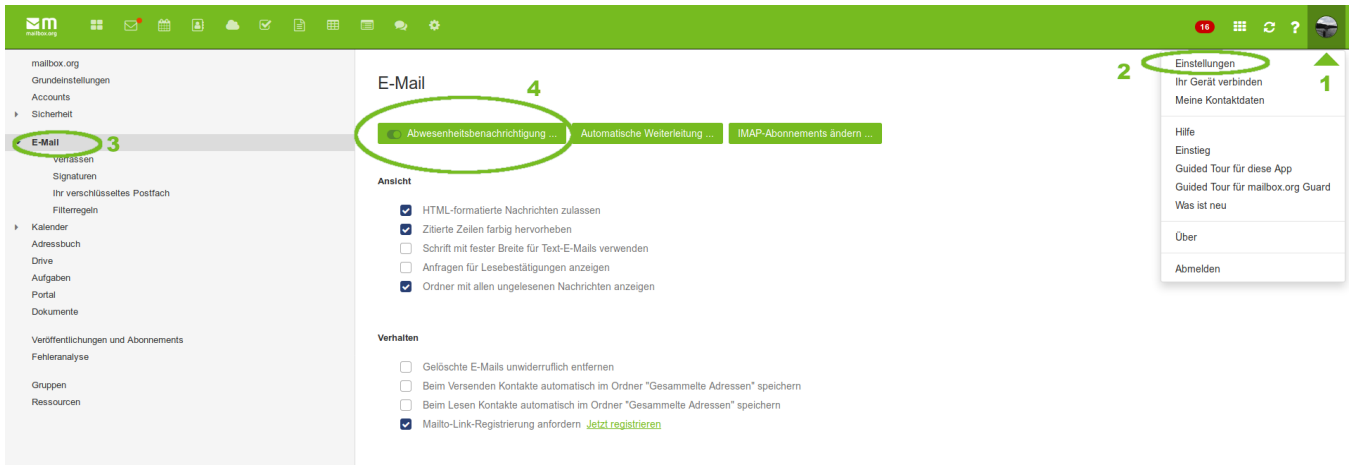 mailbox.org
16
?
1
2
Einstellungen
Ihr Gerät verbinden
Meine Kontaktdaten
Hilfe
Einstieg
Guided Tour für diese App
Guided Tour für mailbox.org Guard
Was ist neu
Über
Abmelden
mailbox.org
Grundeinstellungen
Accounts
Sicherheit
E-Mail
3
Verfassen
Signaturen
Ihr verschlüsseltes Postfach
Filterregeln
Kalender
Adressbuch
Drive
Aufgaben
Portal
Dokumente
Veröffentlichungen und Abonnements
Fehleranalyse
Gruppen
Ressourcen
E-Mail
4
Abwesenheitsbenachrichtigung ... Automatische Weiterleitung ... IMAP-Abonnements ändern ...
Ansicht
HTML-formatierte Nachrichten zulassen
Zitierte Zeilen farbig hervorheben
Schrift mit fester Breite für Text-E-Mails verwenden
Anfragen für Lesebestätigungen anzeigen
Ordner mit allen ungelesenen Nachrichten anzeigen
Verhalten
Gelöschte E-Mails unwiderruflich entfernen
Beim Versenden Kontakte automatisch im Ordner "Gesammelte Adressen" speichern
Beim Lesen Kontakte automatisch im Ordner "Gesammelte Adressen" speichern
Mailto-Link-Registrierung anfordern Jetzt registrieren